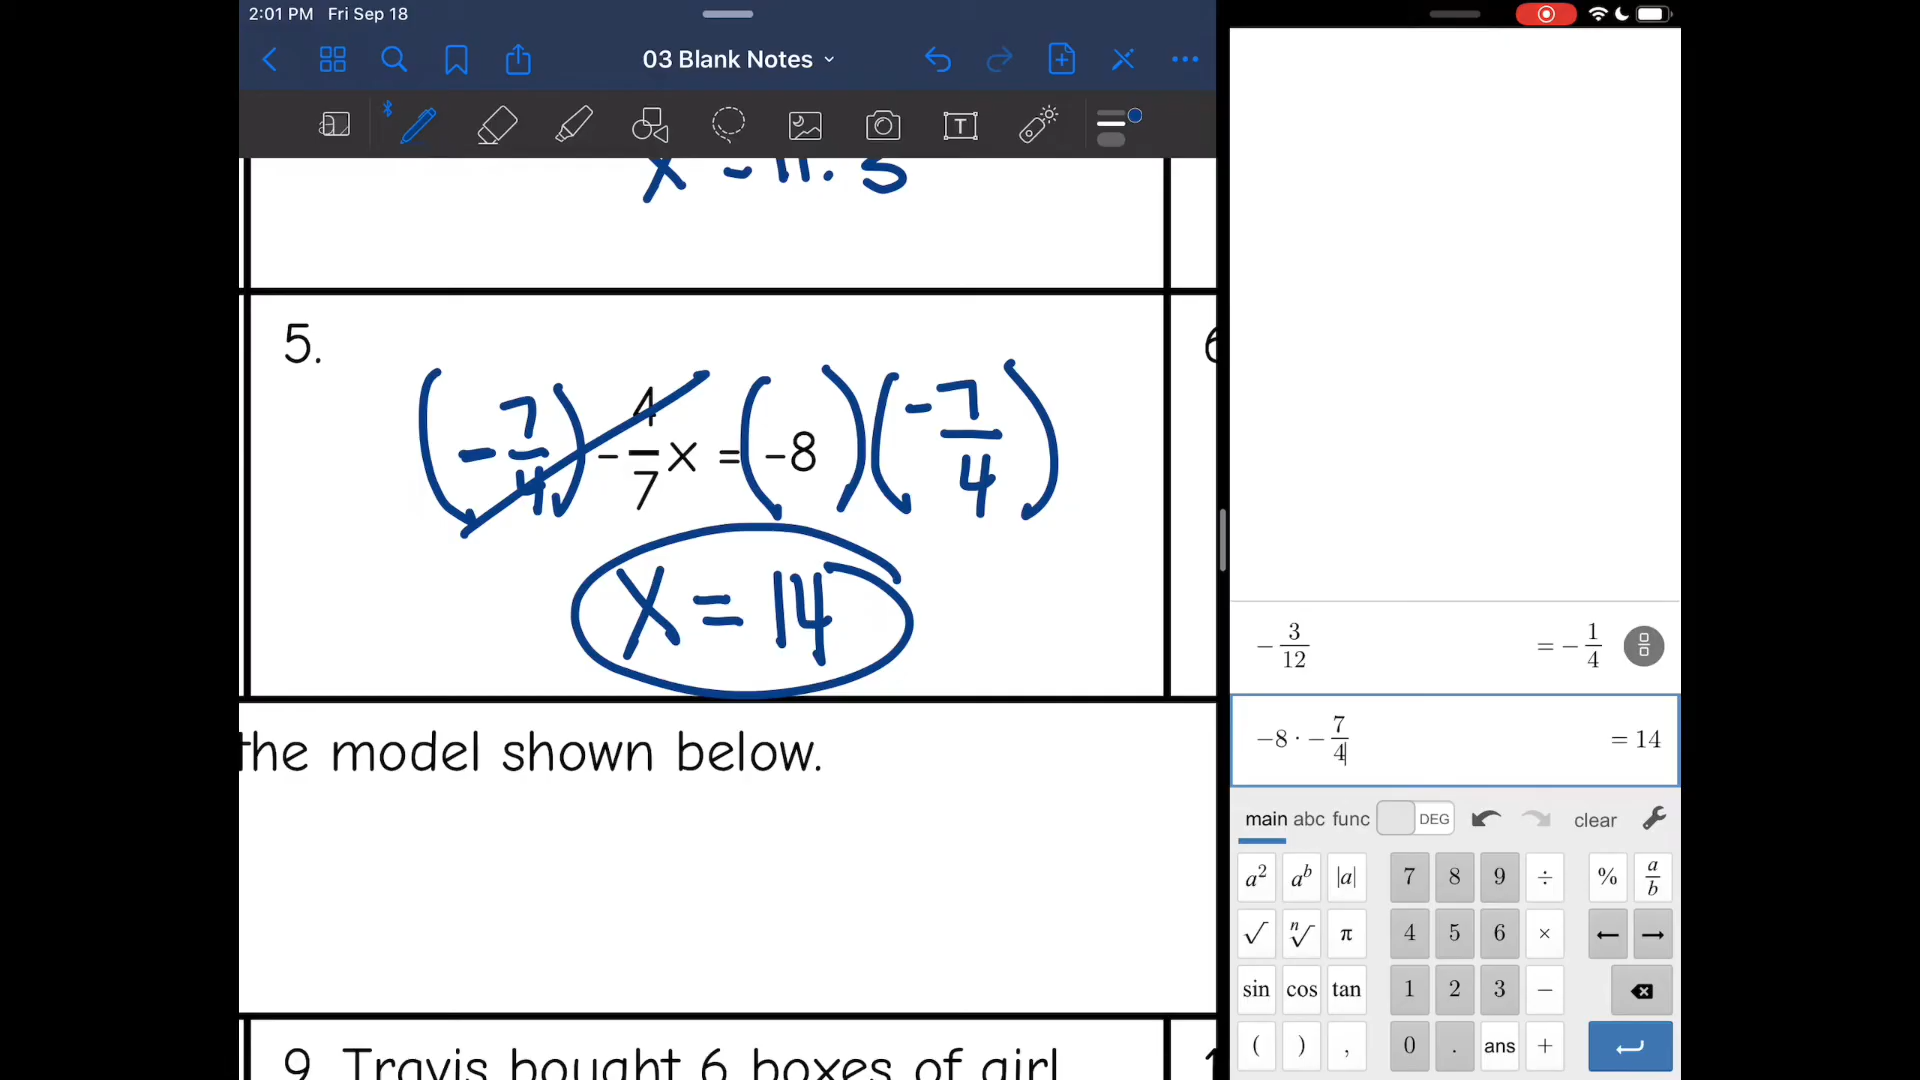 2:01 PM Fri Sep 18
03 Blank Notes
T
x = 11.5
5.
(-7/4) -4/7 x = (-8)(-7/4)
x = 14
the model shown below.
9. Travis bought 6 boxes of girl
-3/12 = -1/4
-8 · -7/4 = 14
main abc func DEG clear
a² aᵇ |a| 7 8 9 ÷ % a/b
√ ⁿ√ π 4 5 6 × ← →
sin cos tan 1 2 3 −
( ) , 0 . ans +